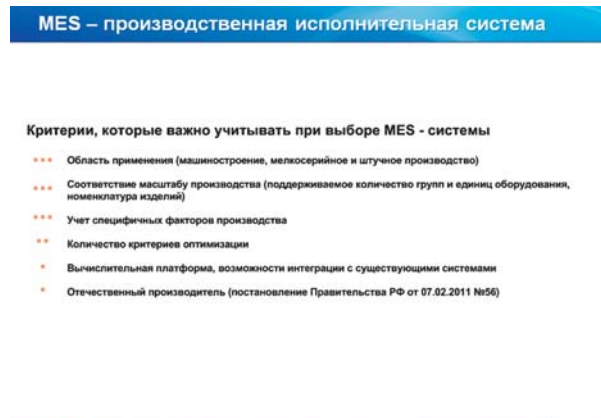 MES – производственная исполнительная система
Критерии, которые важно учитывать при выборе MES - системы
*** Область применения (машиностроение, мелкосерийное и штучное производство)
*** Соответствие масштабу производства (поддерживаемое количество групп и единиц оборудования,
номенклатура изделий)
*** Учет специфичных факторов производства
** Количество критериев оптимизации
* Вычислительная платформа, возможности интеграции с существующими системами
* Отечественный производитель (постановление Правительства РФ от 07.02.2011 №56)